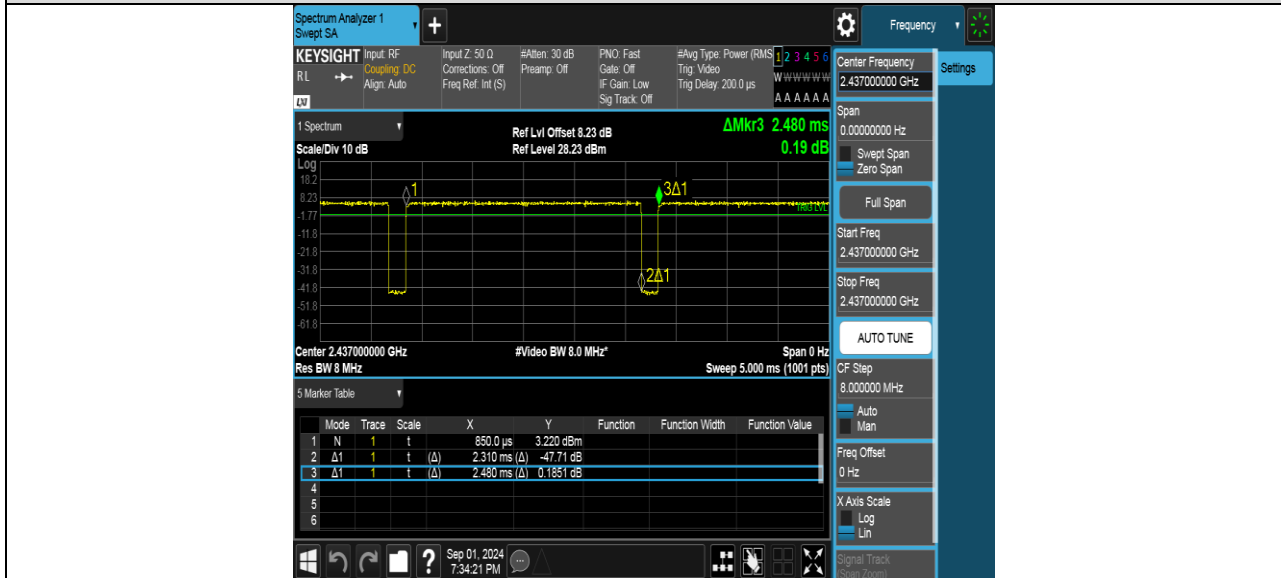 Spectrum Analyzer 1
Swept SA
+
Frequency
KEYSIGHT
RL
LXI
Input: RF
Coupling: DC
Align: Auto
Input Z: 50 Ω
Corrections: Off
Freq Ref: Int (S)
#Atten: 30 dB
Preamp: Off
PNO: Fast
Gate: Off
IF Gain: Low
Sig Track: Off
#Avg Type: Power (RMS
Trig: Video
Trig Delay: 200.0 µs
1 2 3 4 5 6
W W W W W W
A A A A A A
1 Spectrum
Scale/Div 10 dB
Ref Lvl Offset 8.23 dB
Ref Level 28.23 dBm
ΔMkr3 2.480 ms
0.19 dB
Log
18.2
8.23
-1.77
-11.8
-21.8
-31.8
-41.8
-51.8
-61.8
1
3Δ1
TRIG LVL
2Δ1
Center 2.437000000 GHz
Res BW 8 MHz
#Video BW 8.0 MHz*
Span 0 Hz
Sweep 5.000 ms (1001 pts)
5 Marker Table
Mode Trace Scale X Y Function Function Width Function Value
1 N 1 t 850.0 µs 3.220 dBm
2 Δ1 1 t (Δ) 2.310 ms (Δ) -47.71 dB
3 Δ1 1 t (Δ) 2.480 ms (Δ) 0.1851 dB
4
5
6
?
Sep 01, 2024
7:34:21 PM
Center Frequency
2.437000000 GHz
Settings
Span
0.00000000 Hz
Swept Span
Zero Span
Full Span
Start Freq
2.437000000 GHz
Stop Freq
2.437000000 GHz
AUTO TUNE
CF Step
8.000000 MHz
Auto
Man
Freq Offset
0 Hz
X Axis Scale
Log
Lin
Signal Track
(Span Zoom)